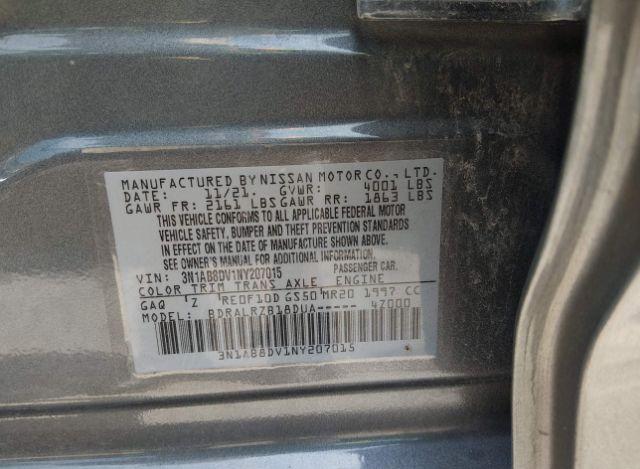 MANUFACTURED BY NISSAN MOTOR CO., LTD.
DATE: 11/21. GVWR: 4001 LBS
GAWR FR: 2161 LBS GAWR RR: 1863 LBS
THIS VEHICLE CONFORMS TO ALL APPLICABLE FEDERAL MOTOR
VEHICLE SAFETY, BUMPER AND THEFT PREVENTION STANDARDS
IN EFFECT ON THE DATE OF MANUFACTURE SHOWN ABOVE.
SEE OWNER'S MANUAL FOR ADDITIONAL INFORMATION.
VIN: 3N1AB8DV1NY207015 PASSENGER CAR.
COLOR TRIM TRANS AXLE ENGINE
GAQ Z RE0F10D GS50 MR20 1997 CC
MODEL: BDRALRZB18DUA----- 47000
3N1AB8DV1NY207015